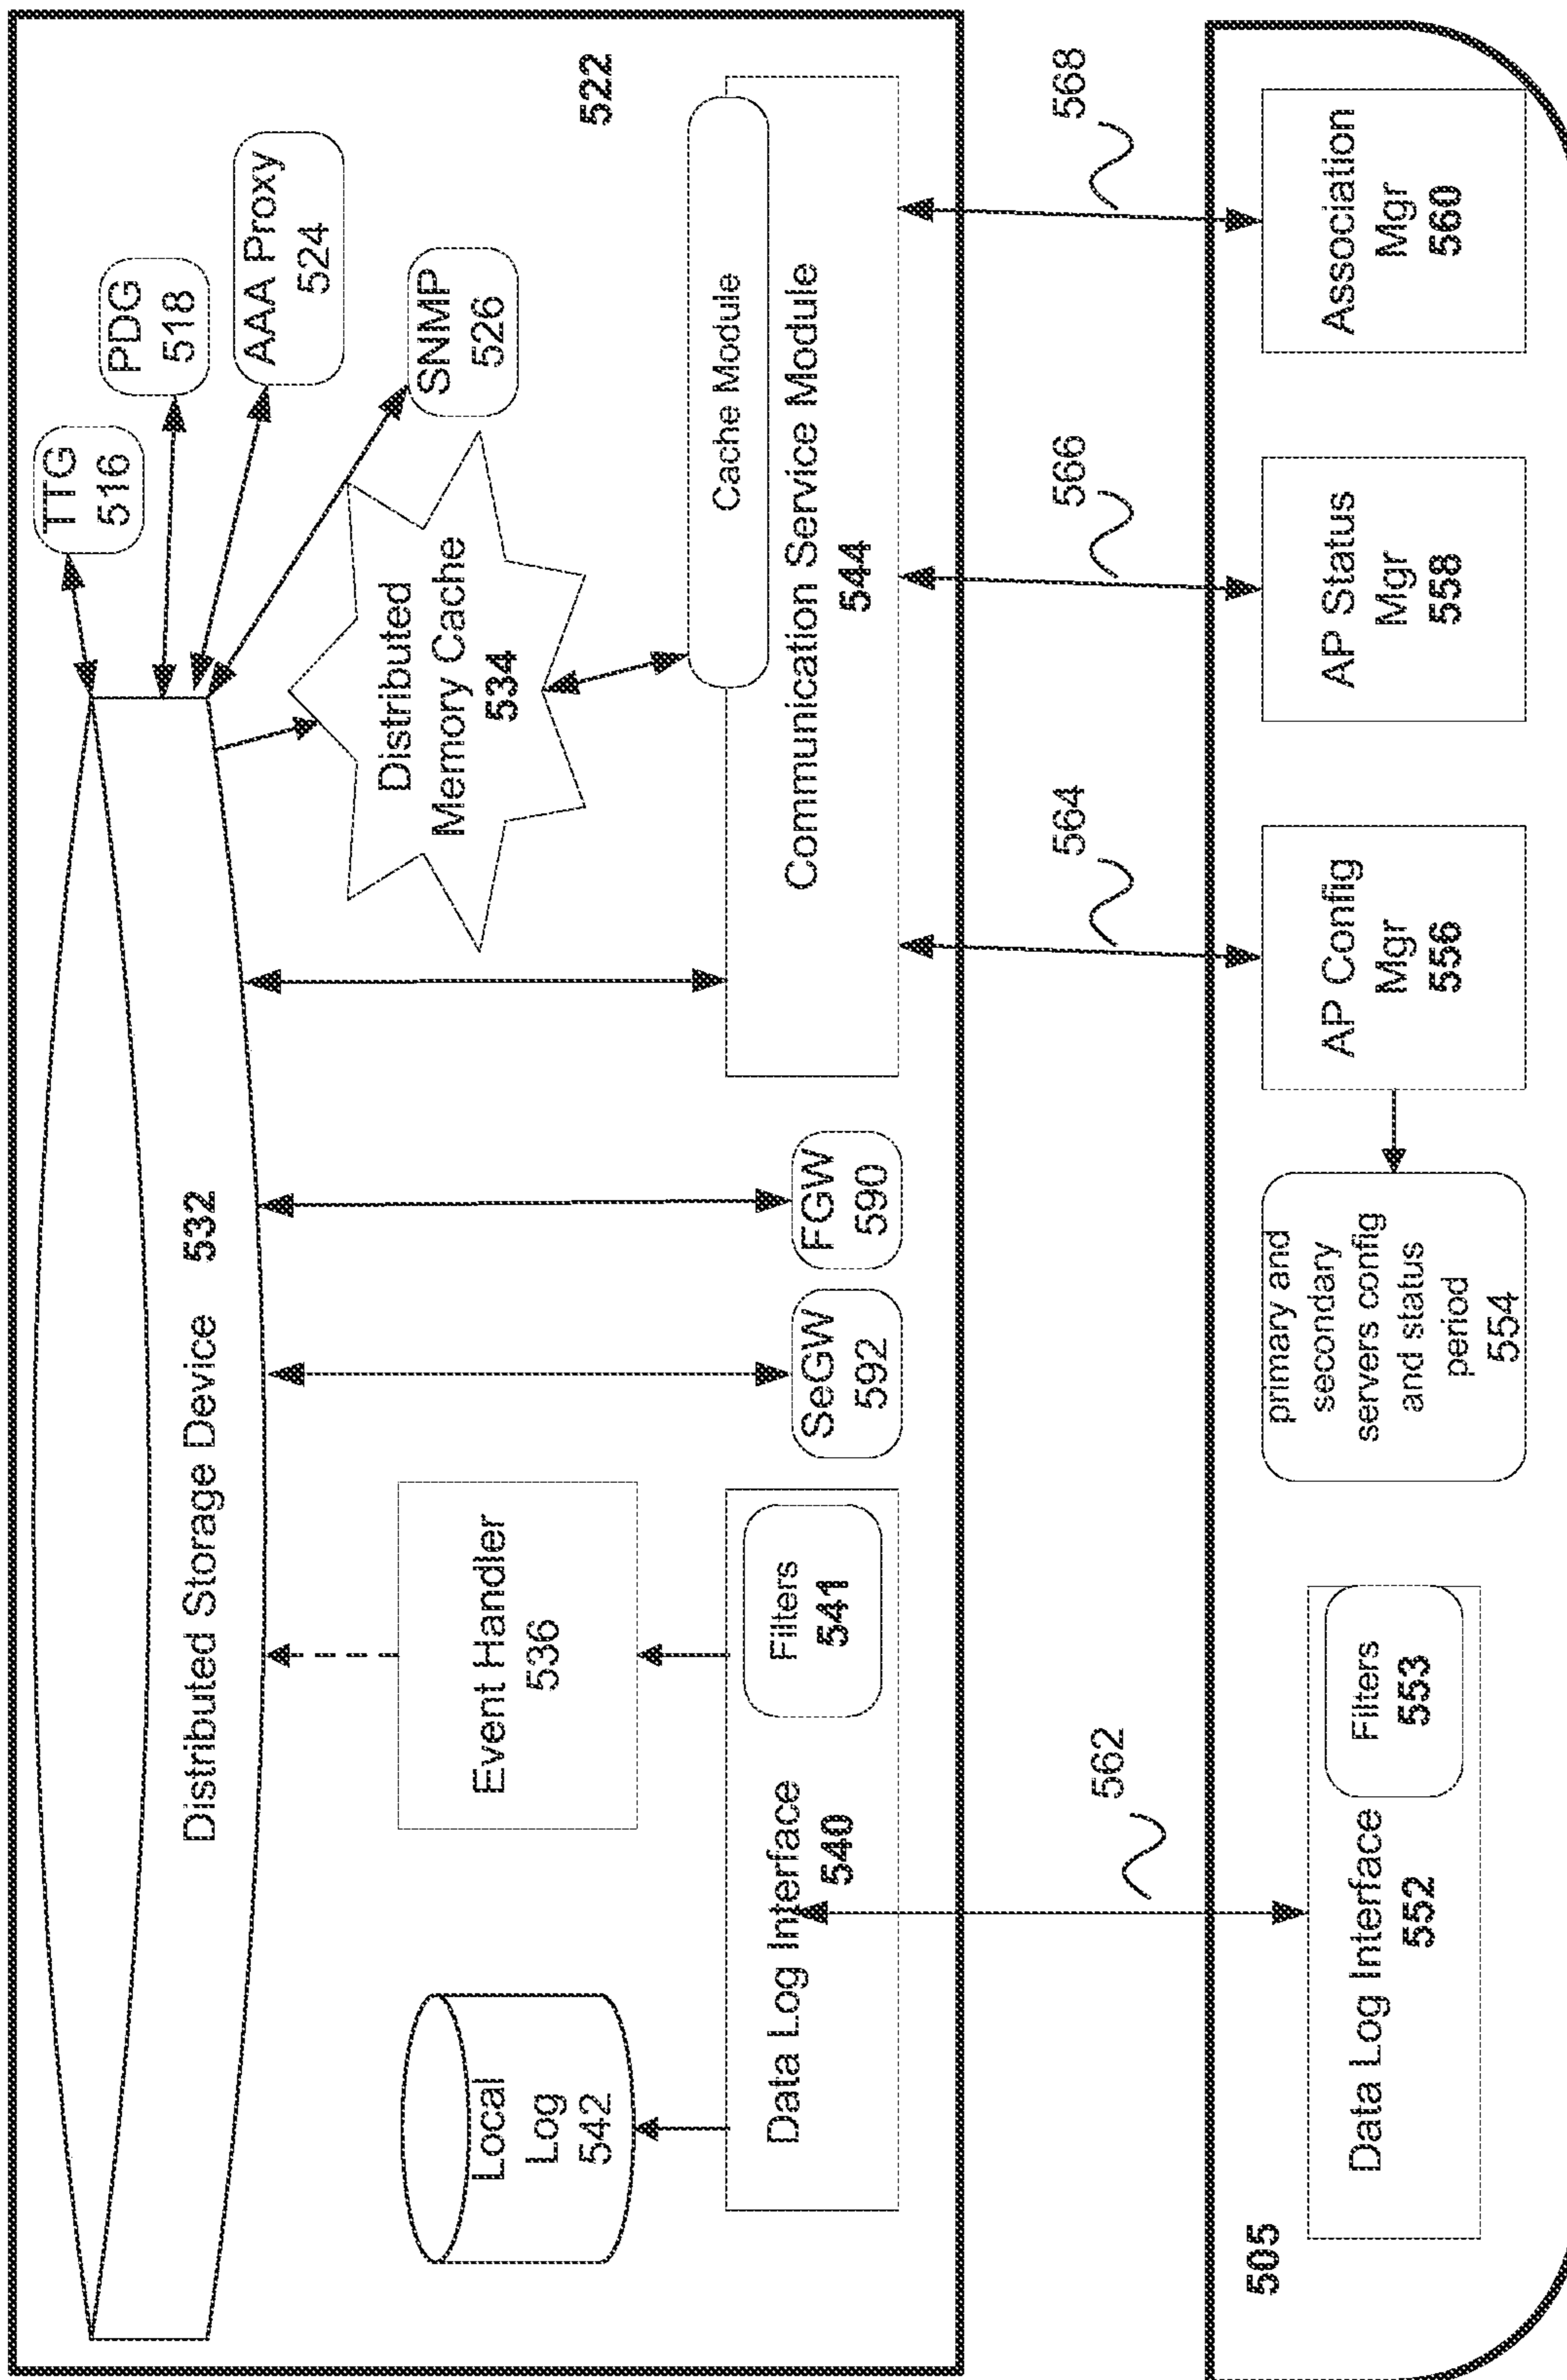 TTG
516
PDG
518
AAA Proxy
524
SNMP
526
522
Distributed Storage Device 532
Distributed
Memory Cache
534
Event Handler
536
Local
Log
542
Data Log Interface
540
Filters
541
SeGW
592
FGW
590
Cache Module
Communication Service Module
544
562
564
566
568
505
Data Log Interface
552
Filters
553
primary and
secondary
servers config
and status
period
554
AP Config
Mgr
556
AP Status
Mgr
558
Association
Mgr
560